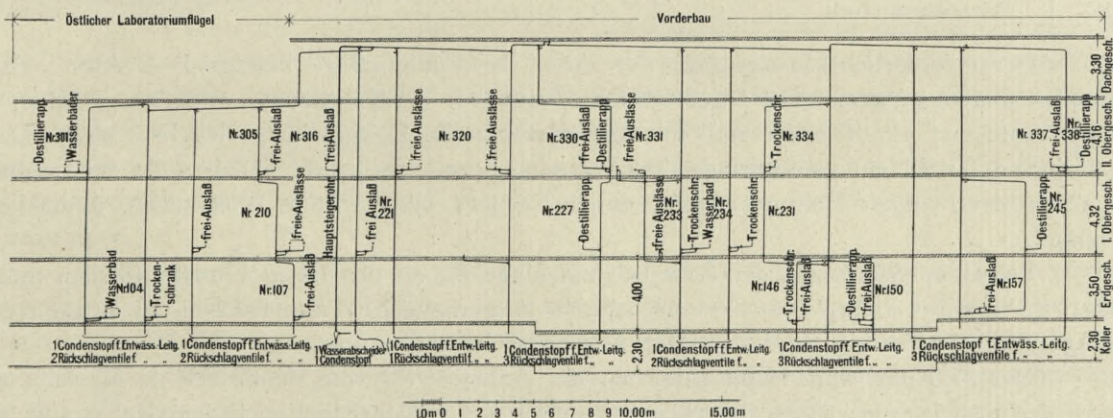 Östlicher Laboratoriumflügel
Vorderbau
3.30
Dachgesch.
Destillierapp.
Nr.301
Wasserbäder
Nr.305
frei-Auslaß
Nr.316
frei-Auslaß
Nr.320
freie Auslässe
freie Auslässe
Nr.330
frei-Auslaß
Destillierapp.
Nr.331
freie Auslässe
Nr.334
Trockenschr.
Nr.337
frei-Auslaß
Nr.338
Destillierapp.
4.16
II. Obergesch.
frei-Auslaß
Nr. 210
freie Auslässe
Hauptsteigerohr.
frei Auslaß
Nr.
221
Nr.227
Destillierapp.
freie Auslässe
Nr.
233
Trockenschr.
Wasserbad
Nr.
234
Trockenschr.
Nr.231
Destillierapp.
Nr.
245
4.32
I. Obergesch.
Wasserbad
Nr.104
Trocken-
schrank
Nr.107
frei-Auslaß
4.00
Nr.146
Trockenschr.
frei-Auslaß
Destillierapp.
frei-Auslaß
Nr.150
frei-Auslaß
Nr.157
3.50
Erdgesch.
1 Condenstopf f. Entwäss.-Leitg.
2 Rückschlagventile f. „ „
1 Condenstopf f. Entwäss.-Leitg.
2 Rückschlagventile f. „ „
1 Wasserabscheider
1 Condenstopf
1 Condenstopf f. Entw.-Leitg.
1 Rückschlagventile f. „ „
1 Condenstopf f. Entw.-Leitg.
3 Rückschlagventile f. „ „
2.30
1 Condenstopf f. Entw.-Leitg.
2 Rückschlagventile f. „ „
1 Condenstopf f. Entw.-Leitg.
3 Rückschlagventile f. „ „
1 Condenstopf f. Entwäss.-Leitg.
3 Rückschlagventile f. „ „
2.30
Keller
1,0 m 0 1 2 3 4 5 6 7 8 9 10,00 m 15,00 m